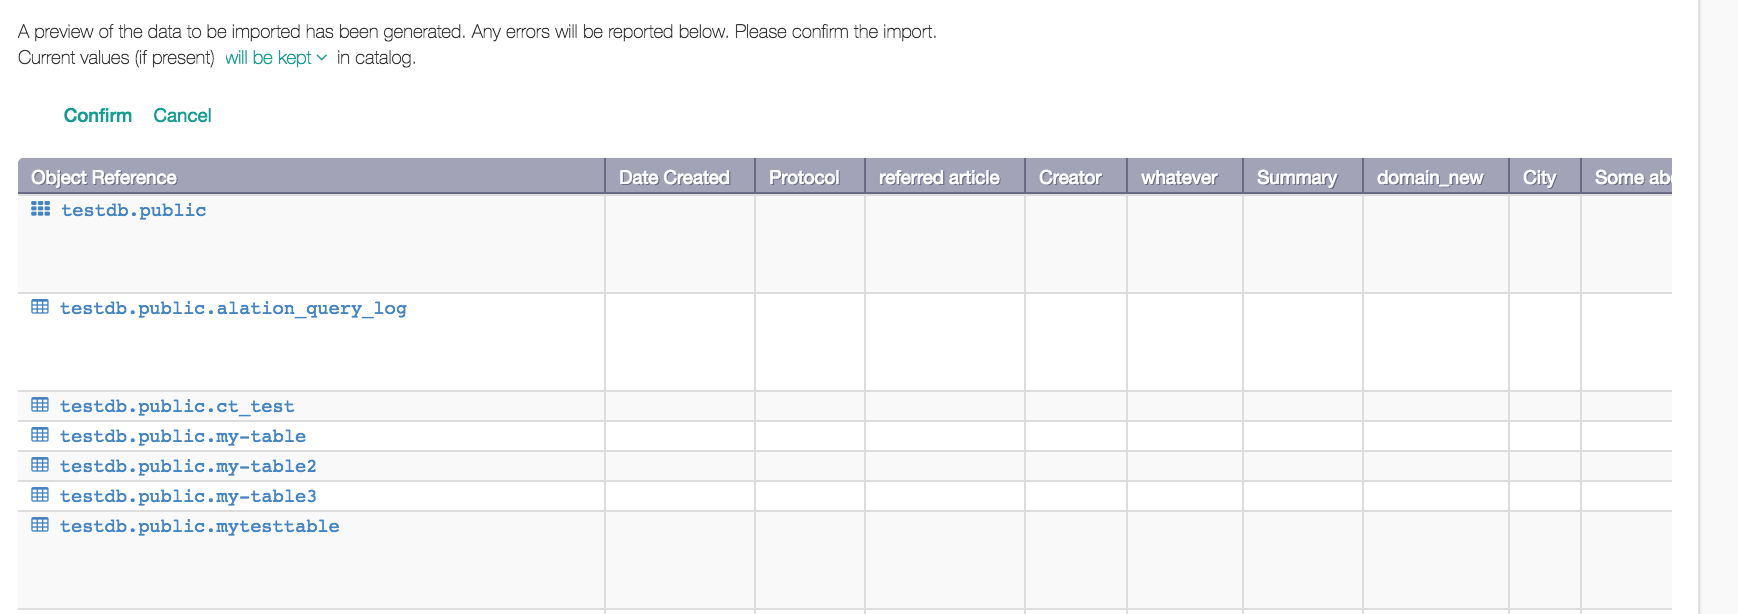 A preview of the data to be imported has been generated. Any errors will be reported below. Please confirm the import.
Current values (if present) will be kept in catalog.
Confirm Cancel
Object Reference Date Created Protocol referred article Creator whatever Summary domain_new City Some
testdb.public
testdb.public.alation_query_log
testdb.public.ct_test
testdb.public.my-table
testdb.public.my-table2
testdb.public.my-table3
testdb.public.mytesttable